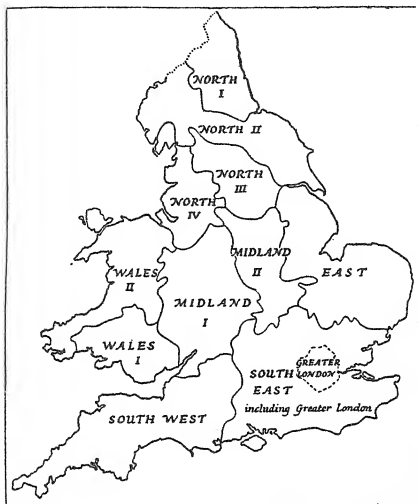 NORTH
I
NORTH II
NORTH
III
NORTH
IV
MIDLAND
II
EAST
WALES
II
MIDLAND
I
WALES
I
GREATER
LONDON
SOUTH
EAST
including Greater London
SOUTH WEST